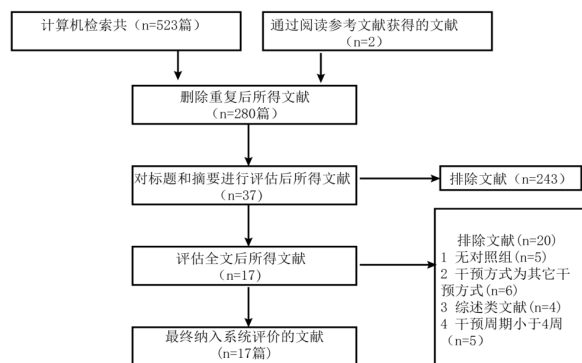 计算机检索共（n=523篇）
通过阅读参考文献获得的文献
（n=2）
删除重复后所得文献
（n=280篇）
对标题和摘要进行评估后所得文献
（n=37)
排除文献（n=243）
评估全文后所得文献
（n=17)
排除文献(n=20)
1 无对照组(n=5)
2 干预方式为其它干
预方式(n=6)
3 综述类文献(n=4)
4 干预周期小于4周
（n=5）
最终纳入系统评价的文献
(n=17篇）